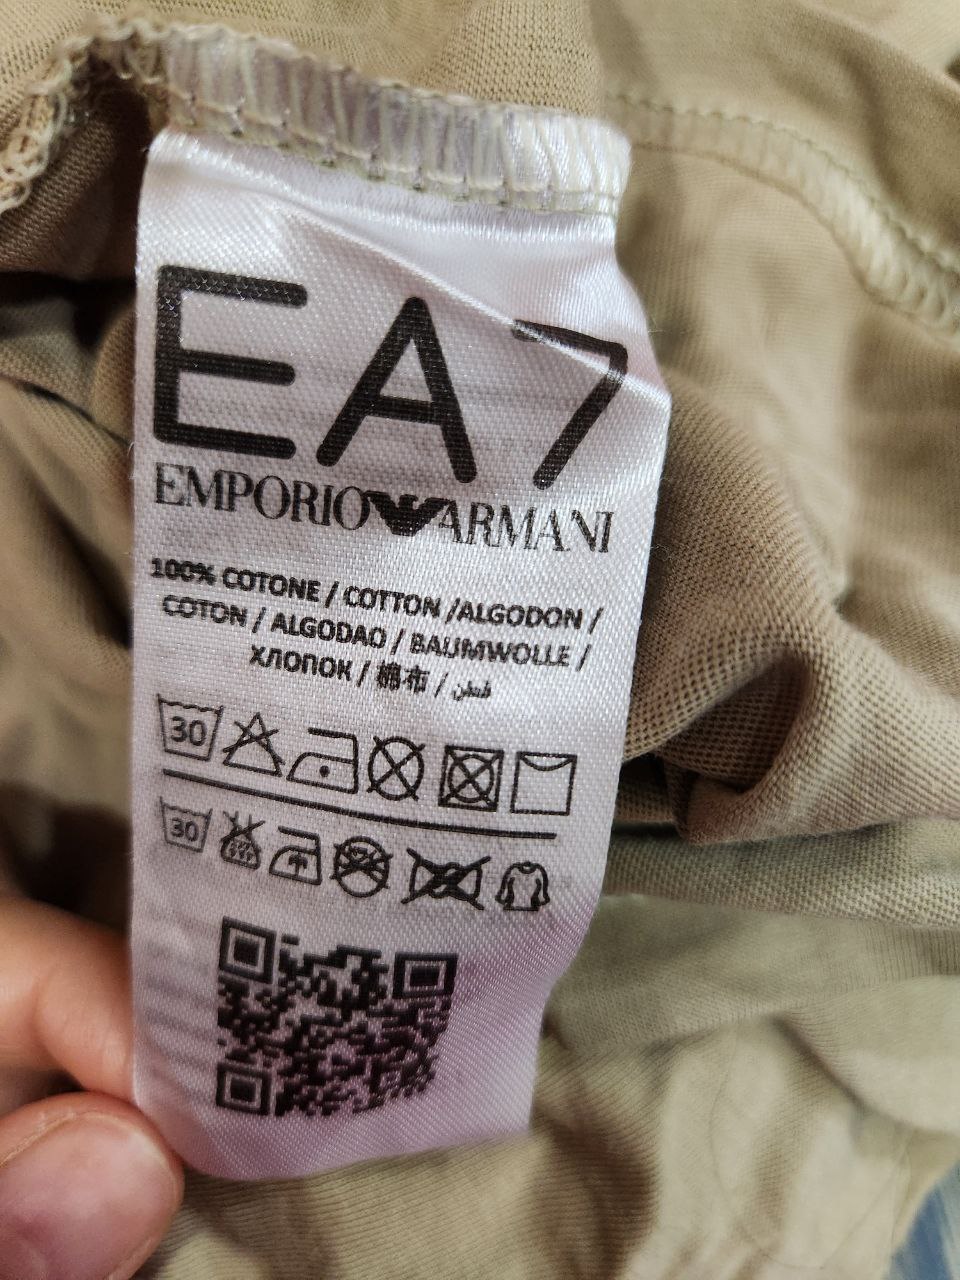 EA7
EMPORIO ARMANI
100% COTONE / COTTON /ALGODON /
COTON / ALGODAO / BAUMWOLLE /
ХЛОПОК / 棉布 / قطن
30
30